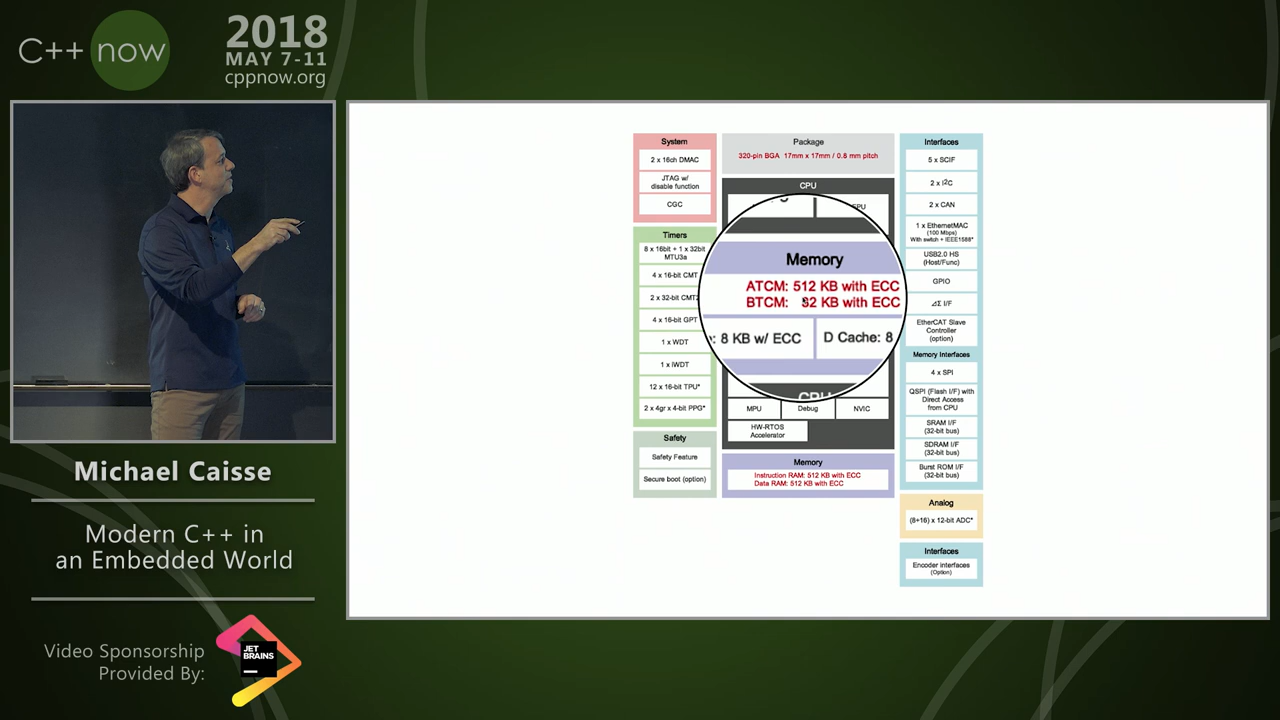 C++ now
2018
MAY 7-11
cppnow.org
Michael Caisse
Modern C++ in
an Embedded World
Video Sponsorship
Provided By:
JET
BRAINS
System
2 x 16ch DMAC
JTAG w/
disable function
CGC
Timers
8 x 16bit + 1 x 32bit
MTU3a
4 x 16-bit CMT
2 x 32-bit CMT2
4 x 16-bit GPT
1 x WDT
1 x iWDT
12 x 16-bit TPU*
2 x 4gr x 4-bit PPG*
Safety
Safety Feature
Secure boot (option)
Package
320-pin BGA 17mm x 17mm / 0.8 mm pitch
CPU
Memory
ATCM: 512 KB with ECC
BTCM: 32 KB with ECC
: 8 KB w/ ECC
D Cache: 8
CPU
MPU
Debug
NVIC
HW-RTOS
Accelerator
Memory
Instruction RAM: 512 KB with ECC
Data RAM: 512 KB with ECC
Interfaces
5 x SCIF
2 x I2C
2 x CAN
1 x EthernetMAC
(100 Mbps)
With switch + IEEE1588*
USB2.0 HS
(Host/Func)
GPIO
ΔΣ I/F
EtherCAT Slave
Controller
(option)
Memory Interfaces
4 x SPI
QSPI (Flash I/F) with
Direct Access
from CPU
SRAM I/F
(32-bit bus)
SDRAM I/F
(32-bit bus)
Burst ROM I/F
(32-bit bus)
Analog
(8+16) x 12-bit ADC*
Interfaces
Encoder interfaces
(Option)